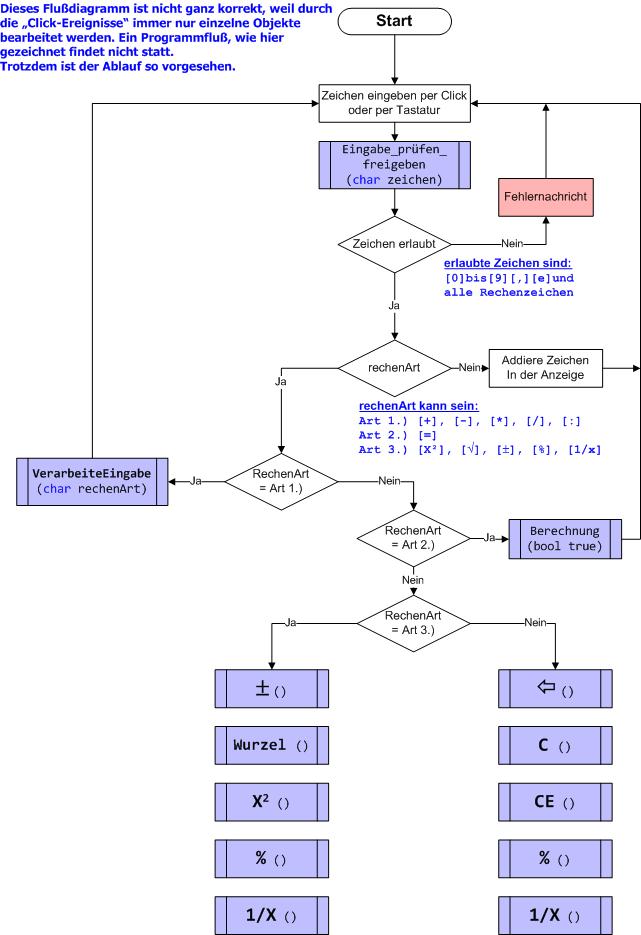 Dieses Flußdiagramm ist nicht ganz korrekt, weil durch
die „Click-Ereignisse“ immer nur einzelne Objekte
bearbeitet werden. Ein Programmfluß, wie hier
gezeichnet findet nicht statt.
Trotzdem ist der Ablauf so vorgesehen.
Start
Zeichen eingeben per Click
oder per Tastatur
Eingabe_prüfen_
freigeben
(char zeichen)
Fehlernachricht
Zeichen erlaubt
Nein
erlaubte Zeichen sind:
[0]bis[9][,][e]und
alle Rechenzeichen
Ja
rechenArt
Nein
Addiere Zeichen
In der Anzeige
Ja
rechenArt kann sein:
Art 1.) [+], [-], [*], [/], [:]
Art 2.) [=]
Art 3.) [X²], [√], [±], [%], [1/x]
VerarbeiteEingabe
(char rechenArt)
Ja
RechenArt
= Art 1.)
Nein
RechenArt
= Art 2.)
Ja
Berechnung
(bool true)
Nein
RechenArt
= Art 3.)
Ja
Nein
± ()
⇦ ()
Wurzel ()
C ()
X² ()
CE ()
% ()
% ()
1/X ()
1/X ()